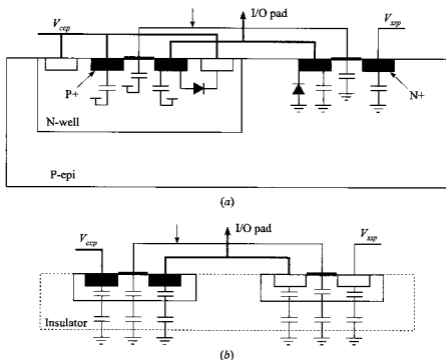 I/O pad
V_ccp
V_ssp
P+
N+
N-well
P-epi
(a)
I/O pad
V_ccp
V_ssp
Insulator
(b)